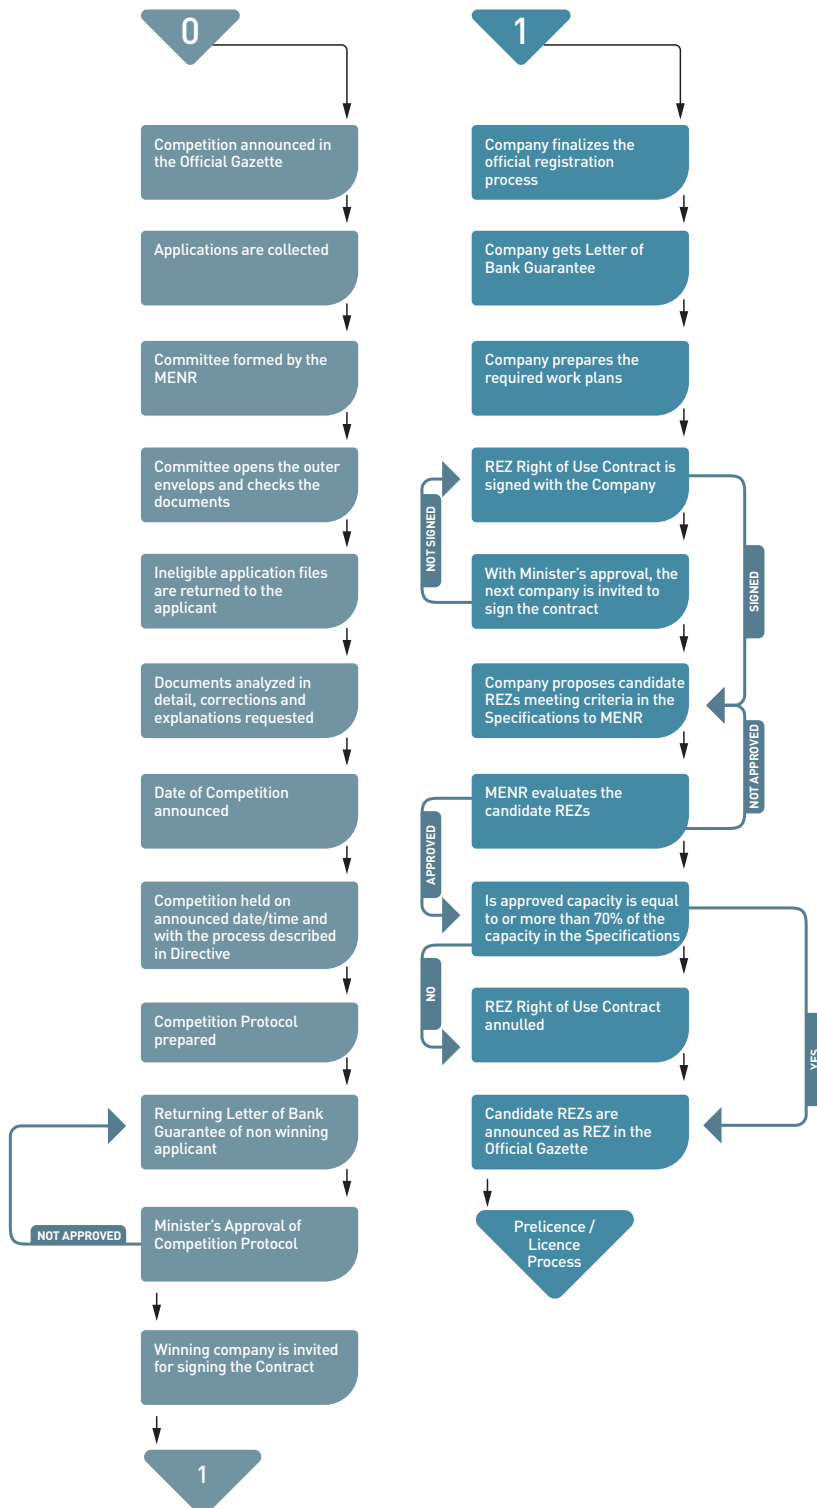 0
Competition announced in
the Official Gazette
Applications are collected
Committee formed by the
MENR
Committee opens the outer
envelops and checks the
documents
Ineligible application files
are returned to the
applicant
Documents analyzed in
detail, corrections and
explanations requested
Date of Competition
announced
Competition held on
announced date/time and
with the process described
in Directive
Competition Protocol
prepared
Returning Letter of Bank
Guarantee of non winning
applicant
NOT APPROVED
Minister's Approval of
Competition Protocol
Winning company is invited
for signing the Contract
1
1
Company finalizes the
official registration
process
Company gets Letter of
Bank Guarantee
Company prepares the
required work plans
REZ Right of Use Contract is
signed with the Company
NOT SIGNED
SIGNED
With Minister's approval, the
next company is invited to
sign the contract
Company proposes candidate
REZs meeting criteria in the
Specifications to MENR
NOT APPROVED
MENR evaluates the
candidate REZs
APPROVED
Is approved capacity is equal
to or more than 70% of the
capacity in the Specifications
NO
YES
REZ Right of Use Contract
annulled
Candidate REZs are
announced as REZ in the
Official Gazette
Prelicence /
Licence
Process